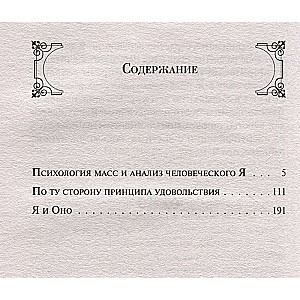 Содержание
Психология масс и анализ человеческого Я . . . 5
По ту сторону принципа удовольствия . . . . . . . 111
Я и Оно . . . . . . . . . . . . . . . . . . . . . . . . . . 191